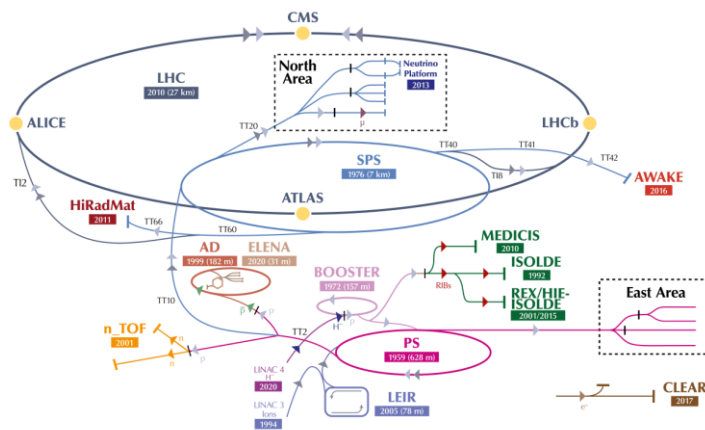 CMS
North
Area
LHC
2010 (27 km)
Neutrino
Platform
2013
TT20
μ
ALICE
LHCb
TT40
TT41
SPS
1976 (7 km)
TI8
TT42
TI2
AWAKE
2016
HiRadMat
2011
ATLAS
TT66
TT60
AD
1999 (182 m)
ELENA
2020 (31 m)
MEDICIS
2010
BOOSTER
1972 (157 m)
ISOLDE
1992
RIBs
REX/HIE-
ISOLDE
2001/2015
East Area
TT10
p
p
H⁻
p
n_TOF
2001
n
n
p
TT2
PS
1959 (628 m)
LINAC 4
H⁻
2020
LINAC 3
Ions
1994
LEIR
2005 (78 m)
e⁻
CLEAR
2017